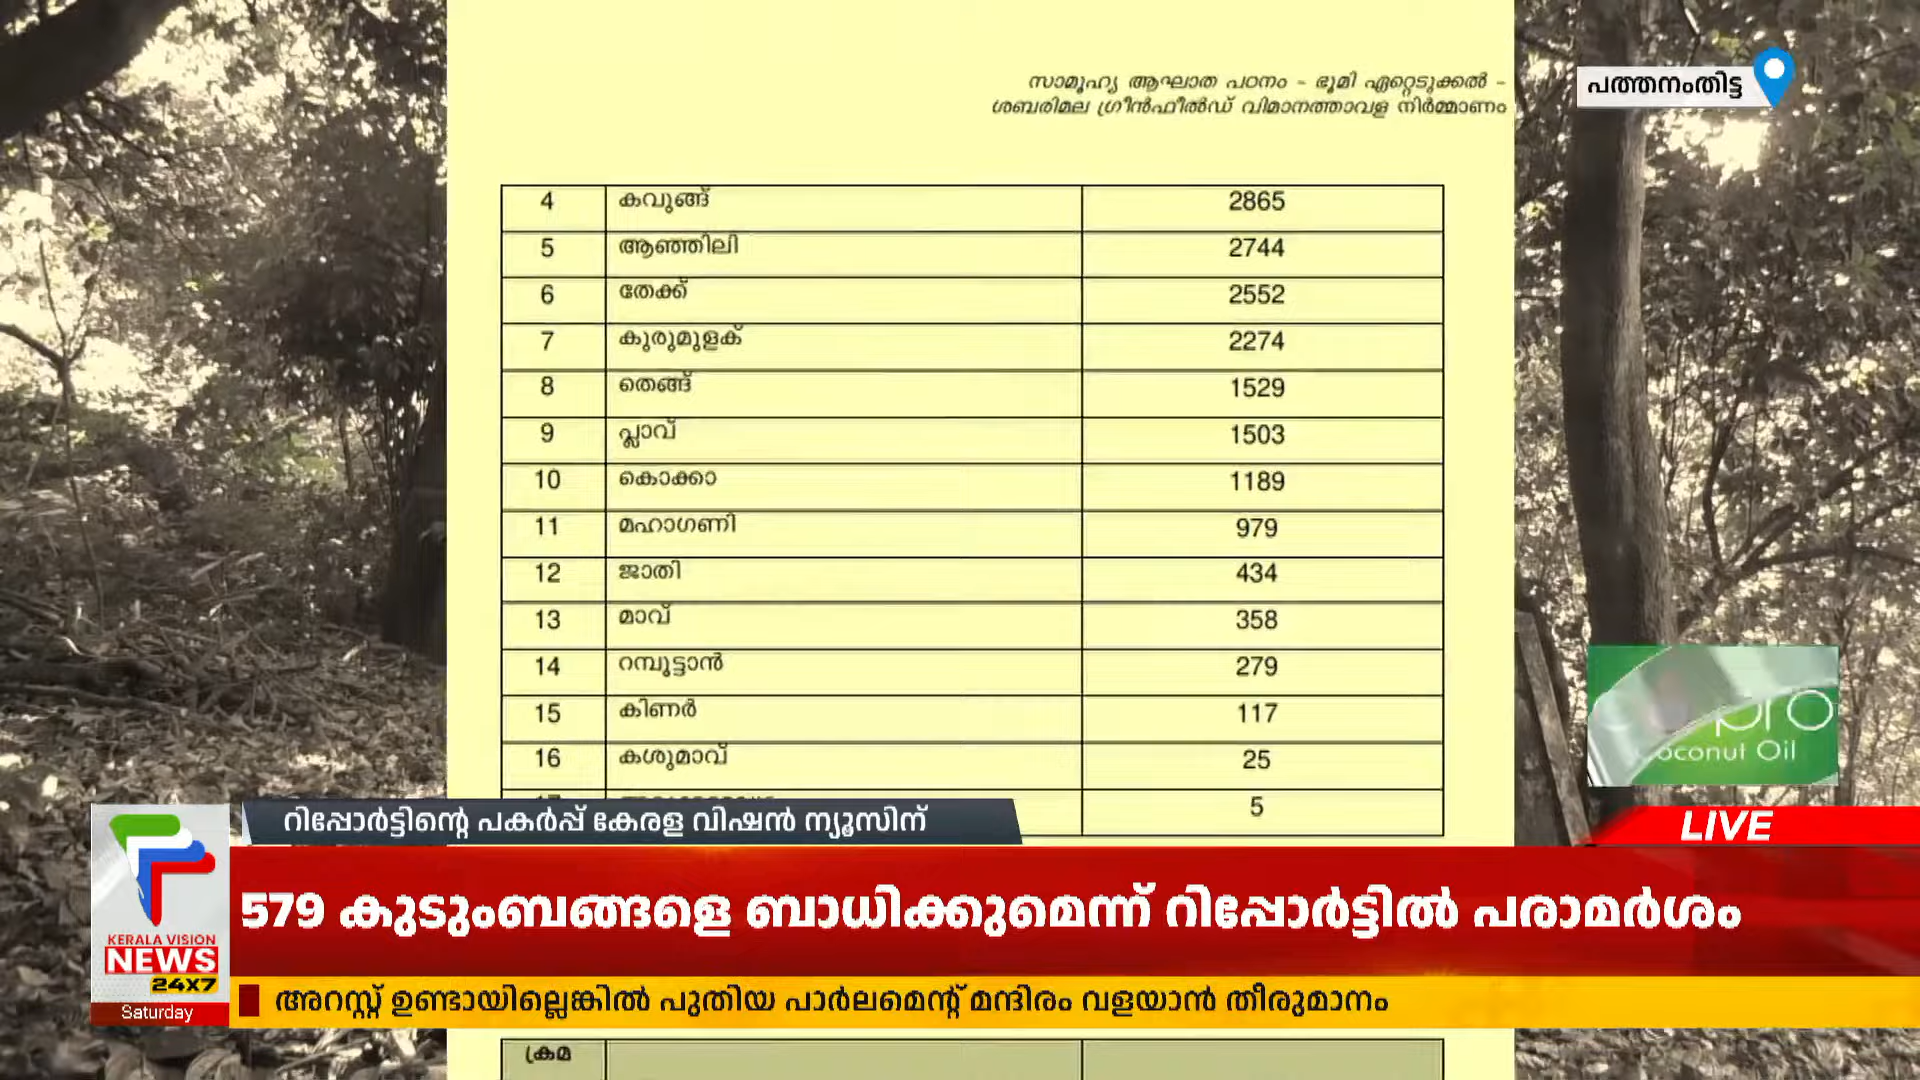 സാമൂഹ്യ ആഘാത പഠനം - ഭൂമി ഏറ്റെടുക്കൽ -
ശബരിമല ഗ്രീൻഫീൽഡ് വിമാനത്താവള നിർമ്മാണം
പത്തനംതിട്ട
4 കവുങ്ങ് 2865
5 ആഞ്ഞിലി 2744
6 തേക്ക് 2552
7 കുരുമുളക് 2274
8 തെങ്ങ് 1529
9 പ്ലാവ് 1503
10 കൊക്കോ 1189
11 മഹാഗണി 979
12 ജാതി 434
13 മാവ് 358
14 റമ്പൂട്ടാൻ 279
15 കിണർ 117
16 കശുമാവ് 25
5
pro
oconut Oil
റിപ്പോർട്ടിന്റെ പകർപ്പ് കേരള വിഷൻ ന്യൂസിന്
LIVE
579 കുടുംബങ്ങളെ ബാധിക്കുമെന്ന് റിപ്പോർട്ടിൽ പരാമർശം
KERALA VISION
NEWS
24X7
Saturday
അറസ്റ്റ് ഉണ്ടായില്ലെങ്കിൽ പുതിയ പാർലമെന്റ് മന്ദിരം വളയാൻ തീരുമാനം
ക്രമ